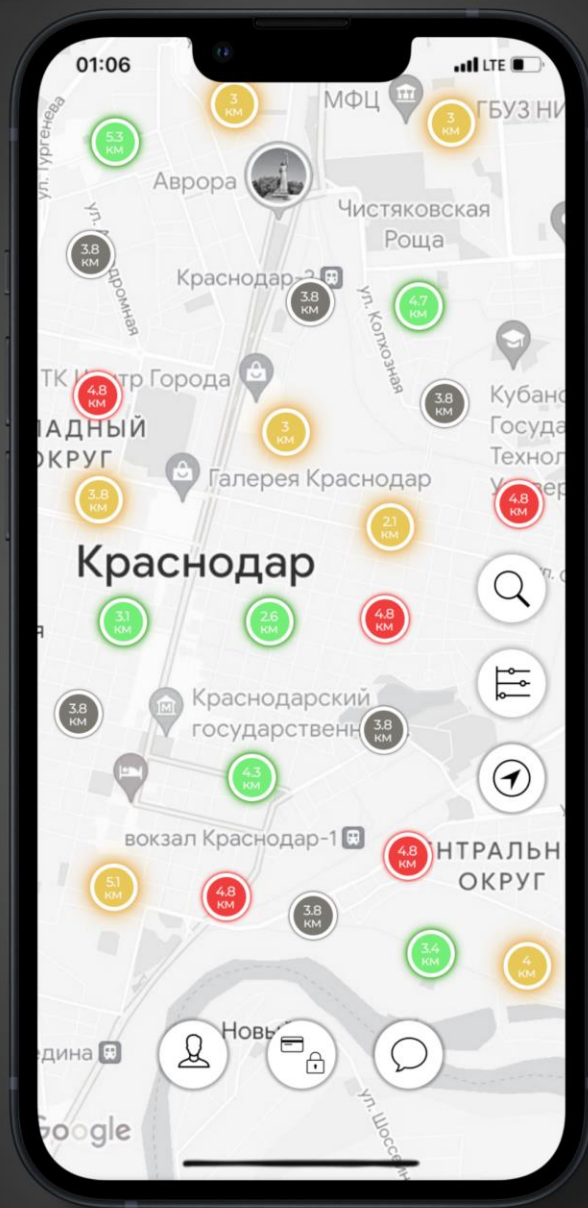 01:06
LTE
ул. Тургенева
3
КМ
МФЦ
3
КМ
ГБУЗ НИ
5.3
КМ
Аврора
Чистяковская
Роща
3.8
КМ
Краснодар-2
3.8
КМ
4.7
КМ
ул. Колхозная
ТК Центр Города
4.8
КМ
3.8
КМ
Кубанс
Госуда
Технол
АДНЫЙ
ОКРУГ
3
КМ
Галерея Краснодар
3.8
КМ
4.8
КМ
2.1
КМ
Краснодар
3.1
КМ
2.6
КМ
4.8
КМ
я
3.8
КМ
Краснодарский
государственн
3.8
КМ
4.3
КМ
вокзал Краснодар-1
4.8
КМ
НТРАЛЬН
ОКРУГ
5.1
КМ
4.8
КМ
3.8
КМ
3.4
КМ
4
КМ
Новы
едина
ул. Шоссейн
Google